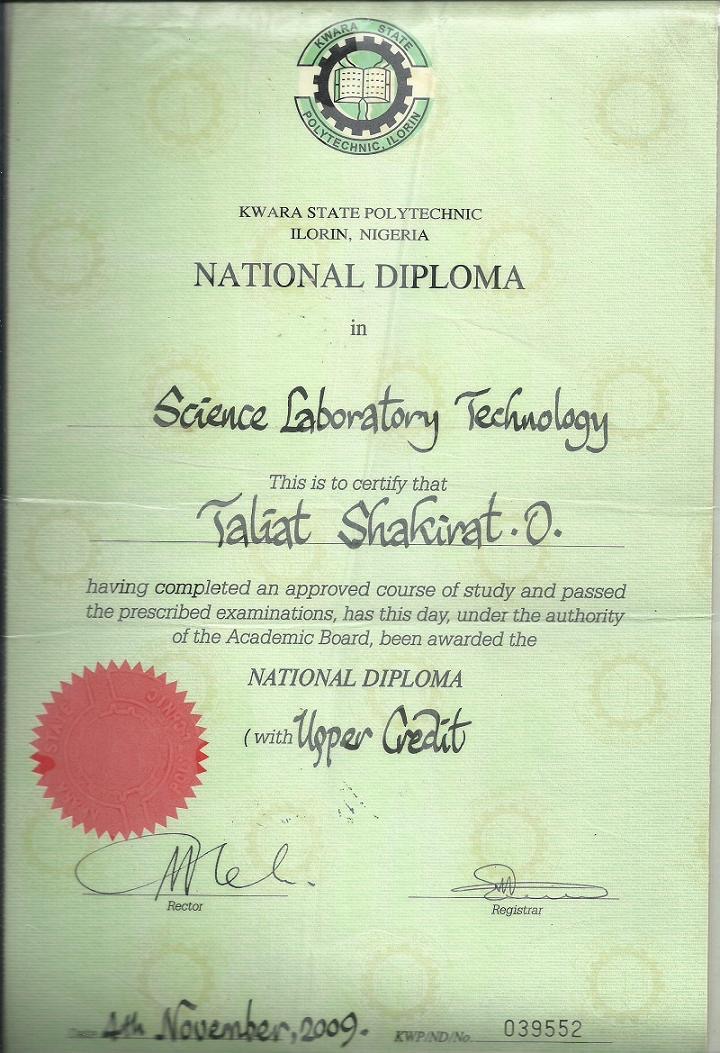 KWARA STATE
POLYTECHNIC, ILORIN
KWARA STATE POLYTECHNIC
ILORIN, NIGERIA
NATIONAL DIPLOMA
in
Science Laboratory Technology
This is to certify that
Taliat Shakirat. O.
having completed an approved course of study and passed
the prescribed examinations, has this day, under the authority
of the Academic Board, been awarded the
NATIONAL DIPLOMA
(with Upper Credit
Rector
Registrar
Date 4th November, 2009.
KWP/ND/No. 039552